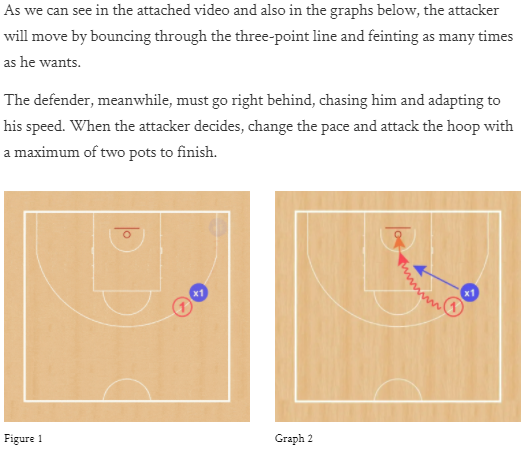 As we can see in the attached video and also in the graphs below, the attacker
will move by bouncing through the three-point line and feinting as many times
as he wants.
The defender, meanwhile, must go right behind, chasing him and adapting to
his speed. When the attacker decides, change the pace and attack the hoop with
a maximum of two pots to finish.
x1
1
x1
1
Figure 1
Graph 2